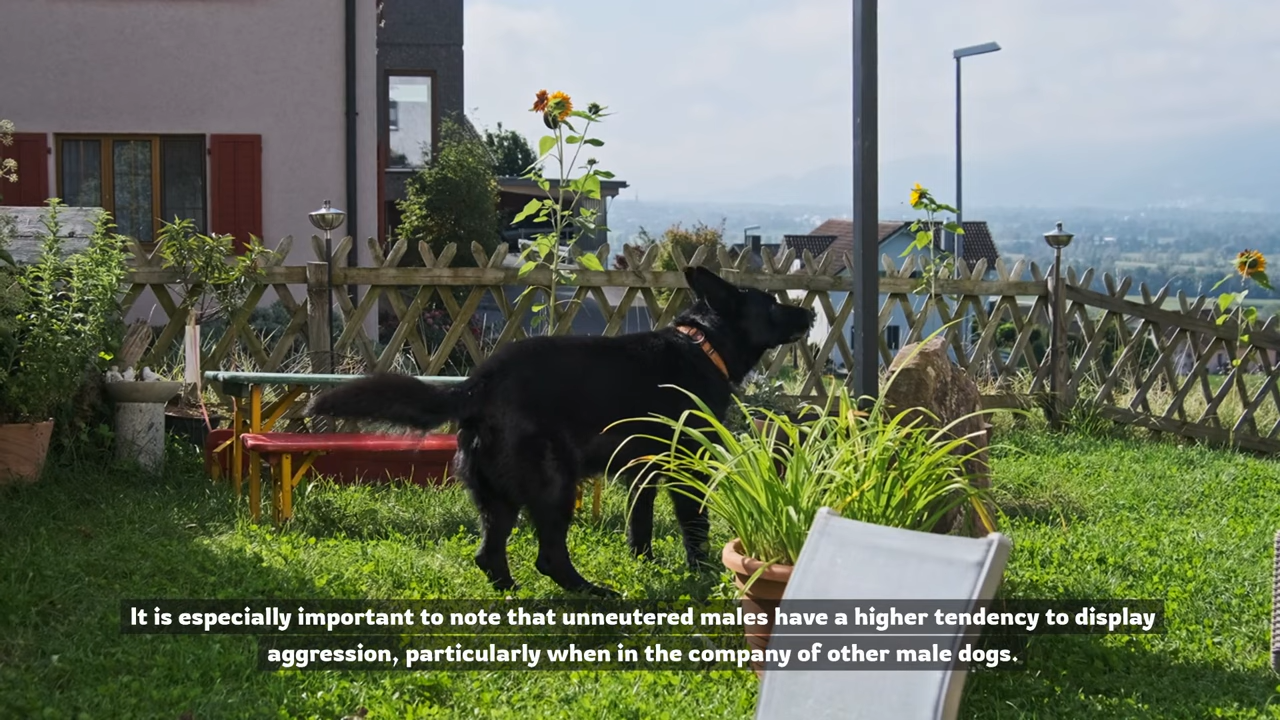 It is especially important to note that unneutered males have a higher tendency to display
aggression, particularly when in the company of other male dogs.